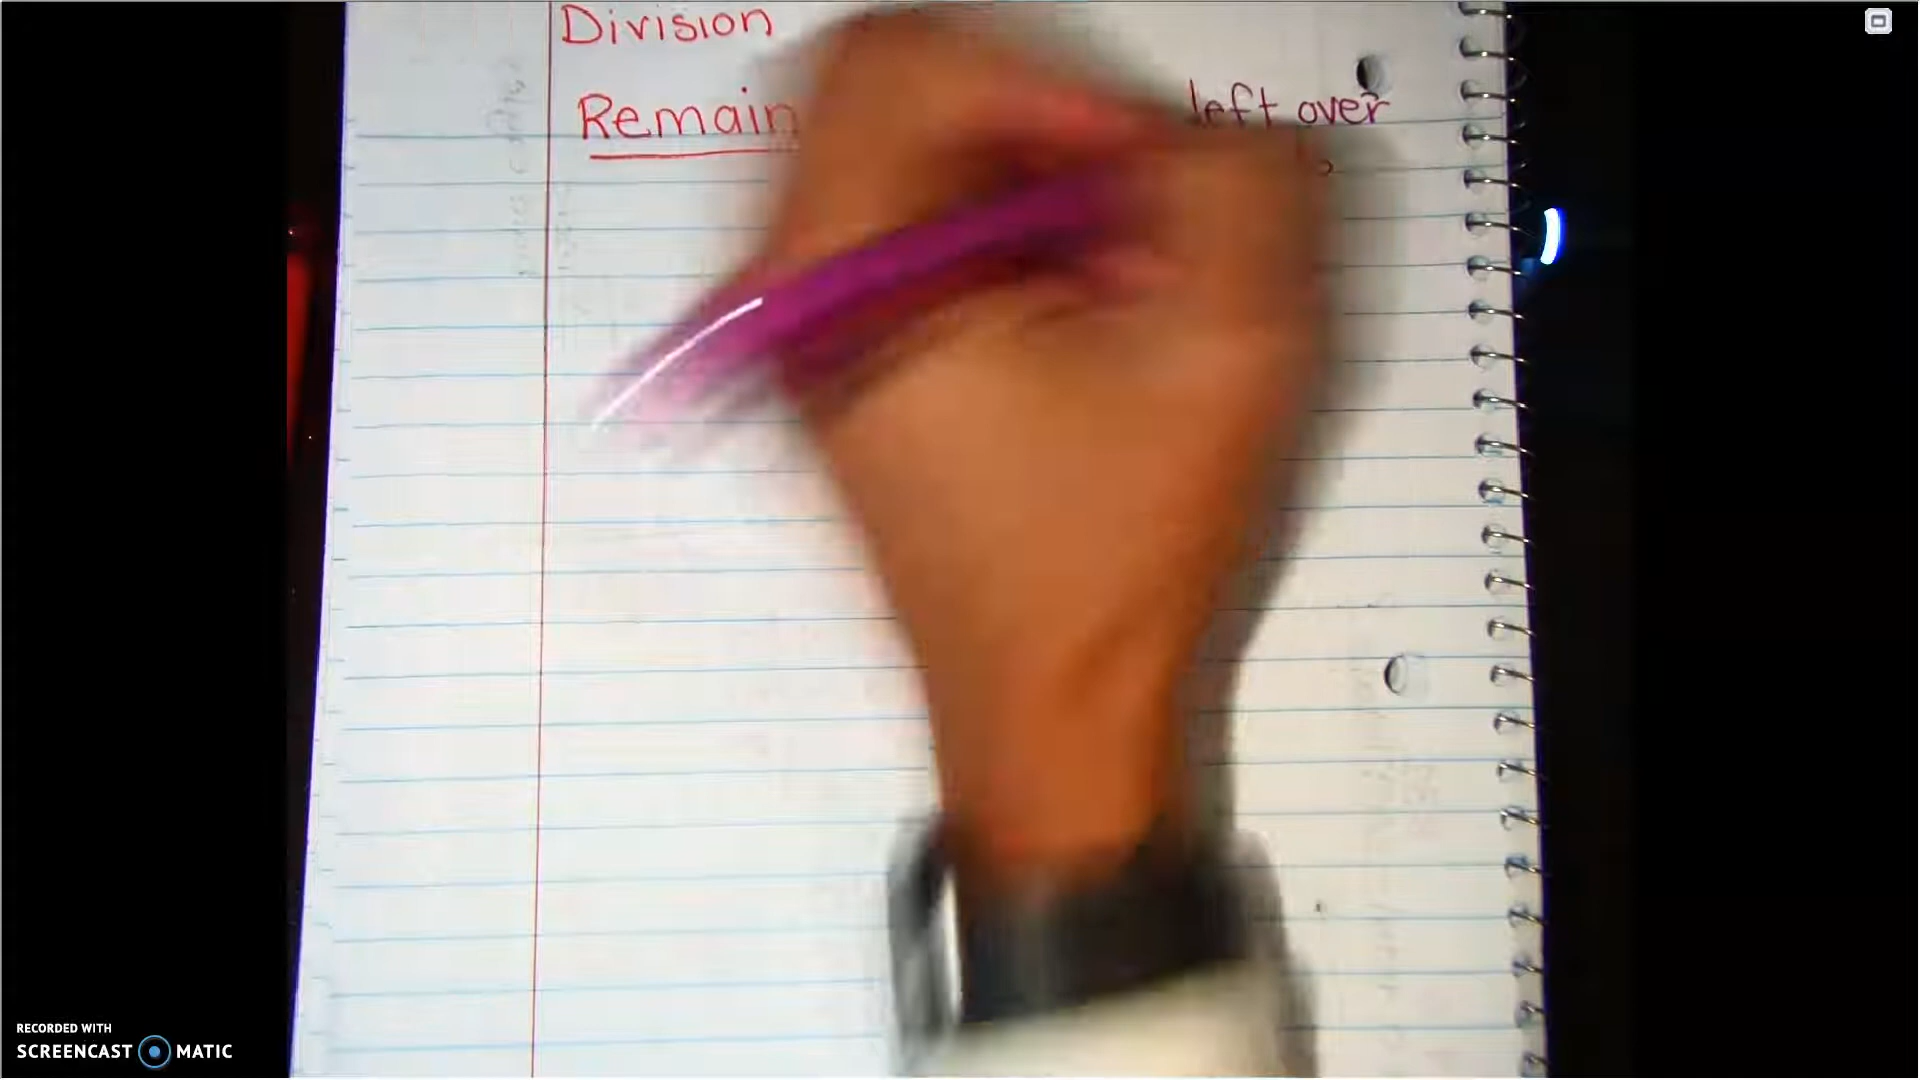 Division
Remain left over
RECORDED WITH
SCREENCAST MATIC